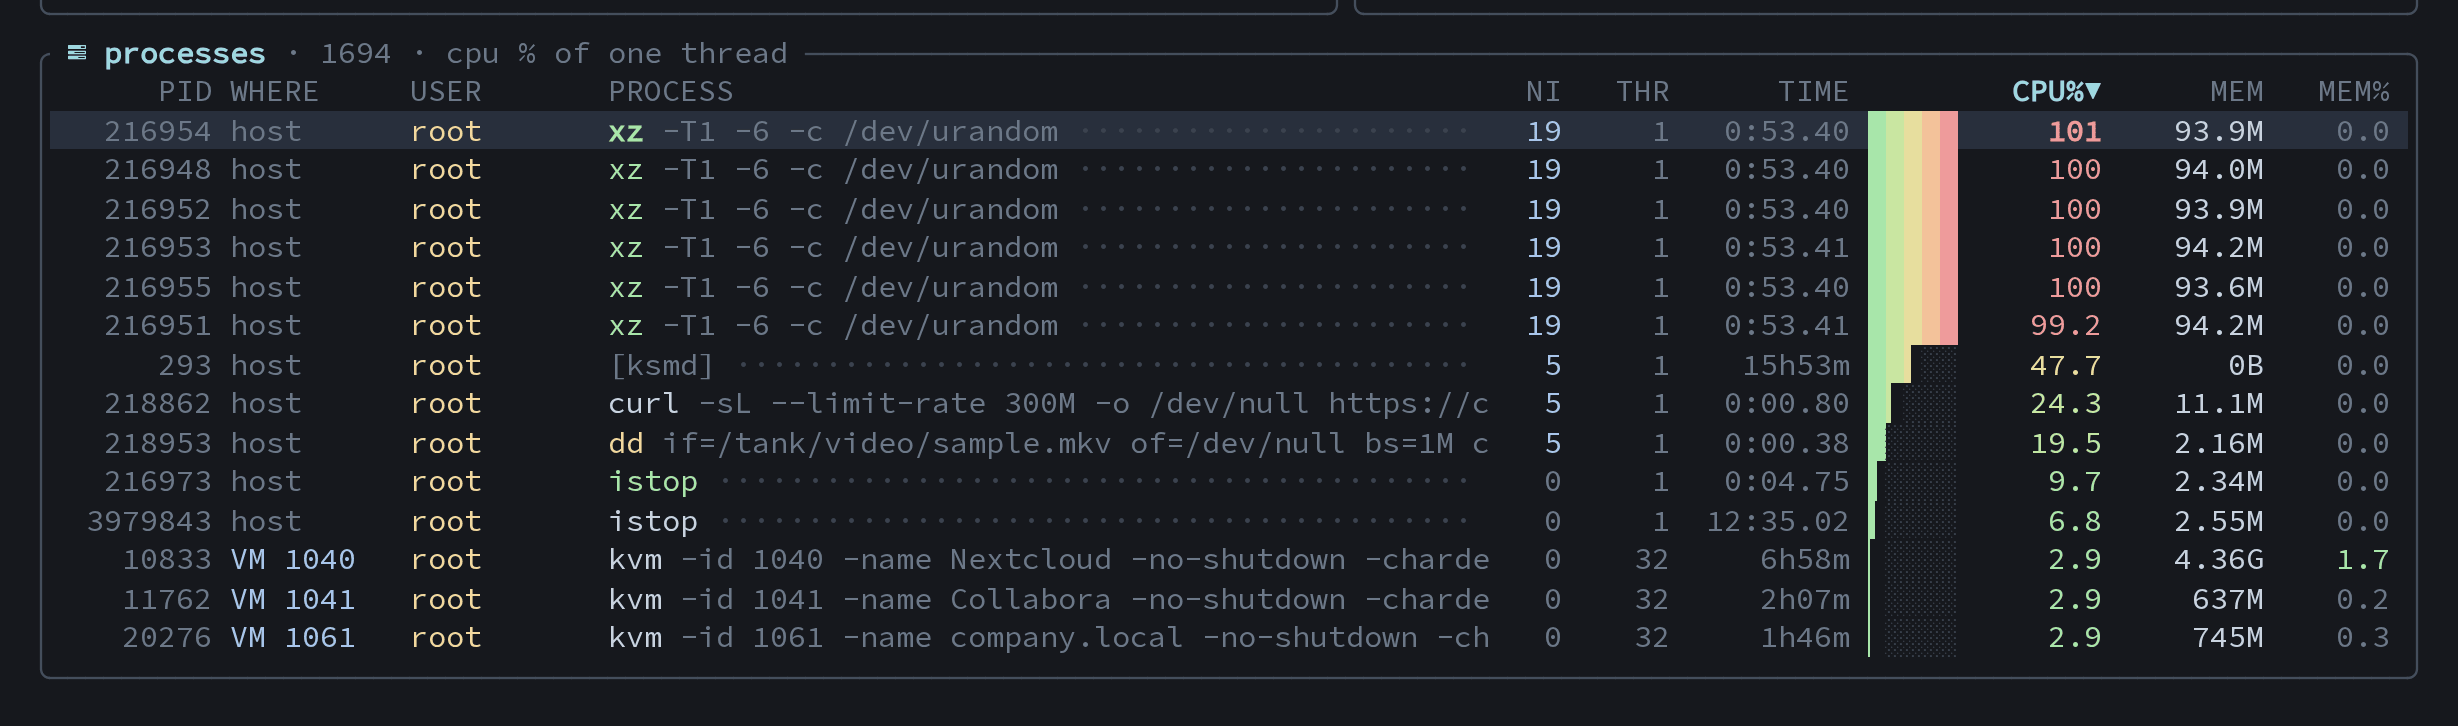 processes · 1694 · cpu % of one thread
PID WHERE USER PROCESS NI THR TIME CPU%▼ MEM MEM%
216954 host root xz -T1 -6 -c /dev/urandom 19 1 0:53.40 101 93.9M 0.0
216948 host root xz -T1 -6 -c /dev/urandom 19 1 0:53.40 100 94.0M 0.0
216952 host root xz -T1 -6 -c /dev/urandom 19 1 0:53.40 100 93.9M 0.0
216953 host root xz -T1 -6 -c /dev/urandom 19 1 0:53.41 100 94.2M 0.0
216955 host root xz -T1 -6 -c /dev/urandom 19 1 0:53.40 100 93.6M 0.0
216951 host root xz -T1 -6 -c /dev/urandom 19 1 0:53.41 99.2 94.2M 0.0
293 host root [ksmd] 5 1 15h53m 47.7 0B 0.0
218862 host root curl -sL --limit-rate 300M -o /dev/null https://c 5 1 0:00.80 24.3 11.1M 0.0
218953 host root dd if=/tank/video/sample.mkv of=/dev/null bs=1M c 5 1 0:00.38 19.5 2.16M 0.0
216973 host root istop 0 1 0:04.75 9.7 2.34M 0.0
3979843 host root istop 0 1 12:35.02 6.8 2.55M 0.0
10833 VM 1040 root kvm -id 1040 -name Nextcloud -no-shutdown -charde 0 32 6h58m 2.9 4.36G 1.7
11762 VM 1041 root kvm -id 1041 -name Collabora -no-shutdown -charde 0 32 2h07m 2.9 637M 0.2
20276 VM 1061 root kvm -id 1061 -name company.local -no-shutdown -ch 0 32 1h46m 2.9 745M 0.3